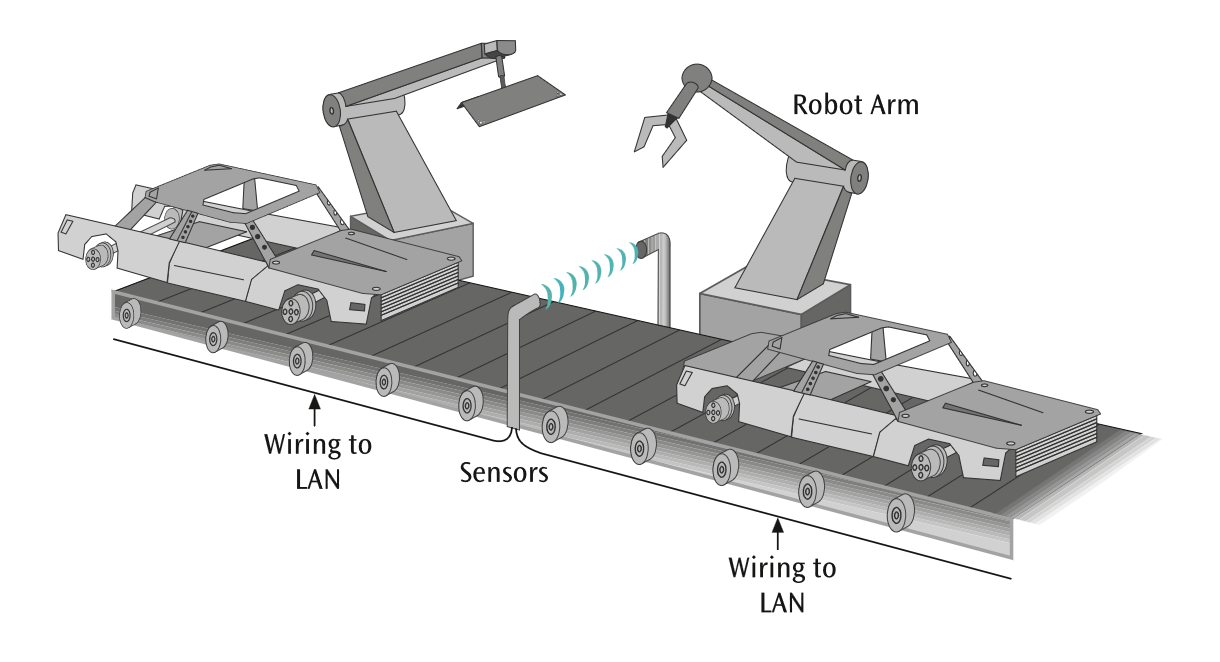 Robot Arm
Wiring to
LAN
Sensors
Wiring to
LAN